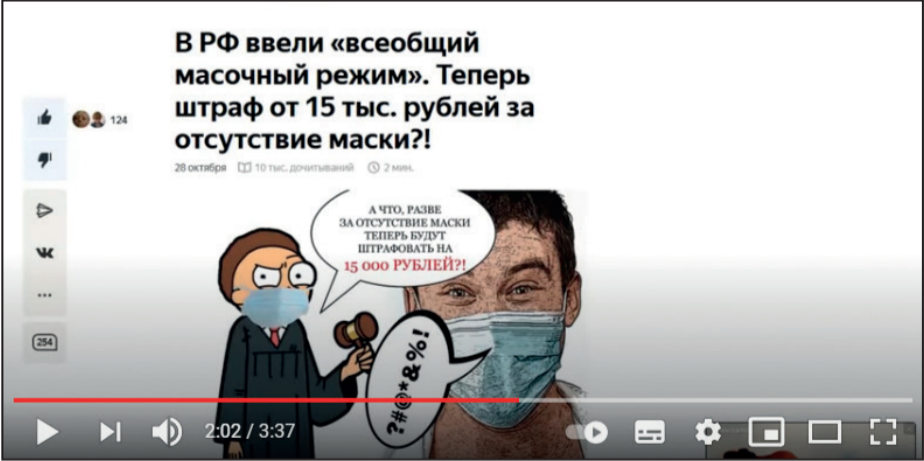 В РФ ввели «всеобщий
масочный режим». Теперь
штраф от 15 тыс. рублей за
отсутствие маски?!
124
28 октября 10 тыс. дочитываний 2 мин.
А ЧТО, РАЗВЕ
ЗА ОТСУТСТВИЕ МАСКИ
ТЕПЕРЬ БУДУТ
ШТРАФОВАТЬ НА
15 000 РУБЛЕЙ?!
?#@*&%!
254
2:02 / 3:37